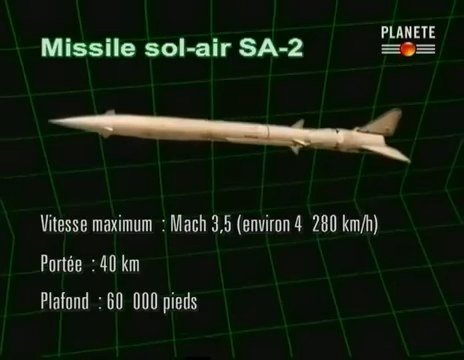 Missile sol-air SA-2
PLANETE
Vitesse maximum : Mach 3,5 (environ 4 280 km/h)
Portée : 40 km
Plafond : 60 000 pieds